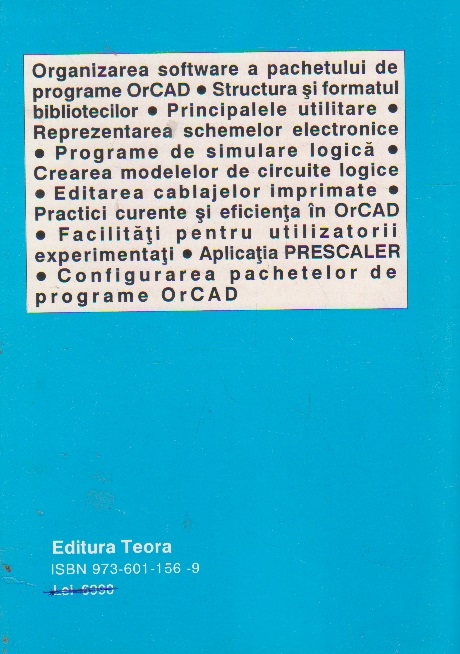 Organizarea software a pachetului de
programe OrCAD ● Structura şi formatul
bibliotecilor ● Principalele utilitare ●
Reprezentarea schemelor electronice
● Programe de simulare logică ●
Crearea modelelor de circuite logice
● Editarea cablajelor imprimate ●
Practici curente şi eficienţa în OrCAD
● Facilităţi pentru utilizatorii
experimentaţi ● Aplicaţia PRESCALER
● Configurarea pachetelor de
programe OrCAD
Editura Teora
ISBN 973-601-156 -9
Lei